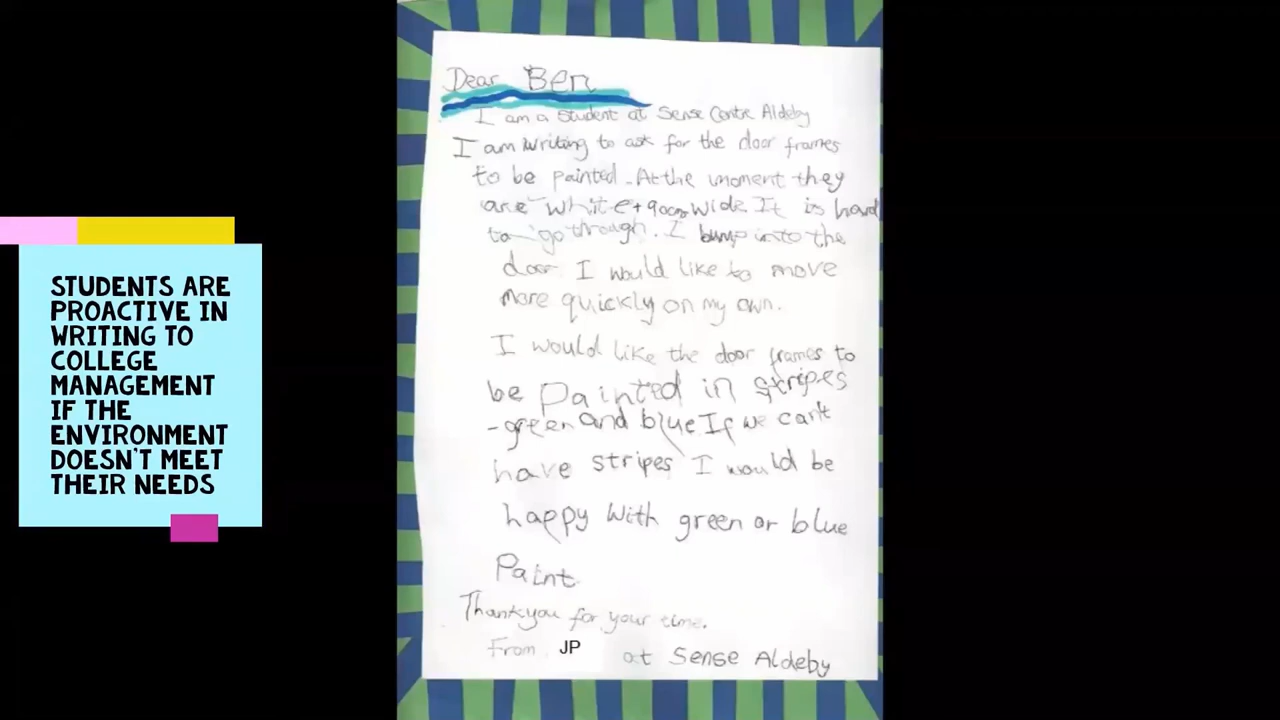 STUDENTS ARE
PROACTIVE IN
WRITING TO
COLLEGE
MANAGEMENT
IF THE
ENVIRONMENT
DOESN'T MEET
THEIR NEEDS
Dear Ben
I am a student at Sense Centre Aldeby
I am writing to ask for the door frames
to be painted. At the moment they
are white + 90cm wide. It is hard
to go through. I bump into the
door. I would like to move
more quickly on my own.
I would like the door frames to
be Painted in stripes
- green and blue If we can't
have stripes I would be
happy with green or blue
Paint
Thankyou for your time.
From JP at Sense Aldeby